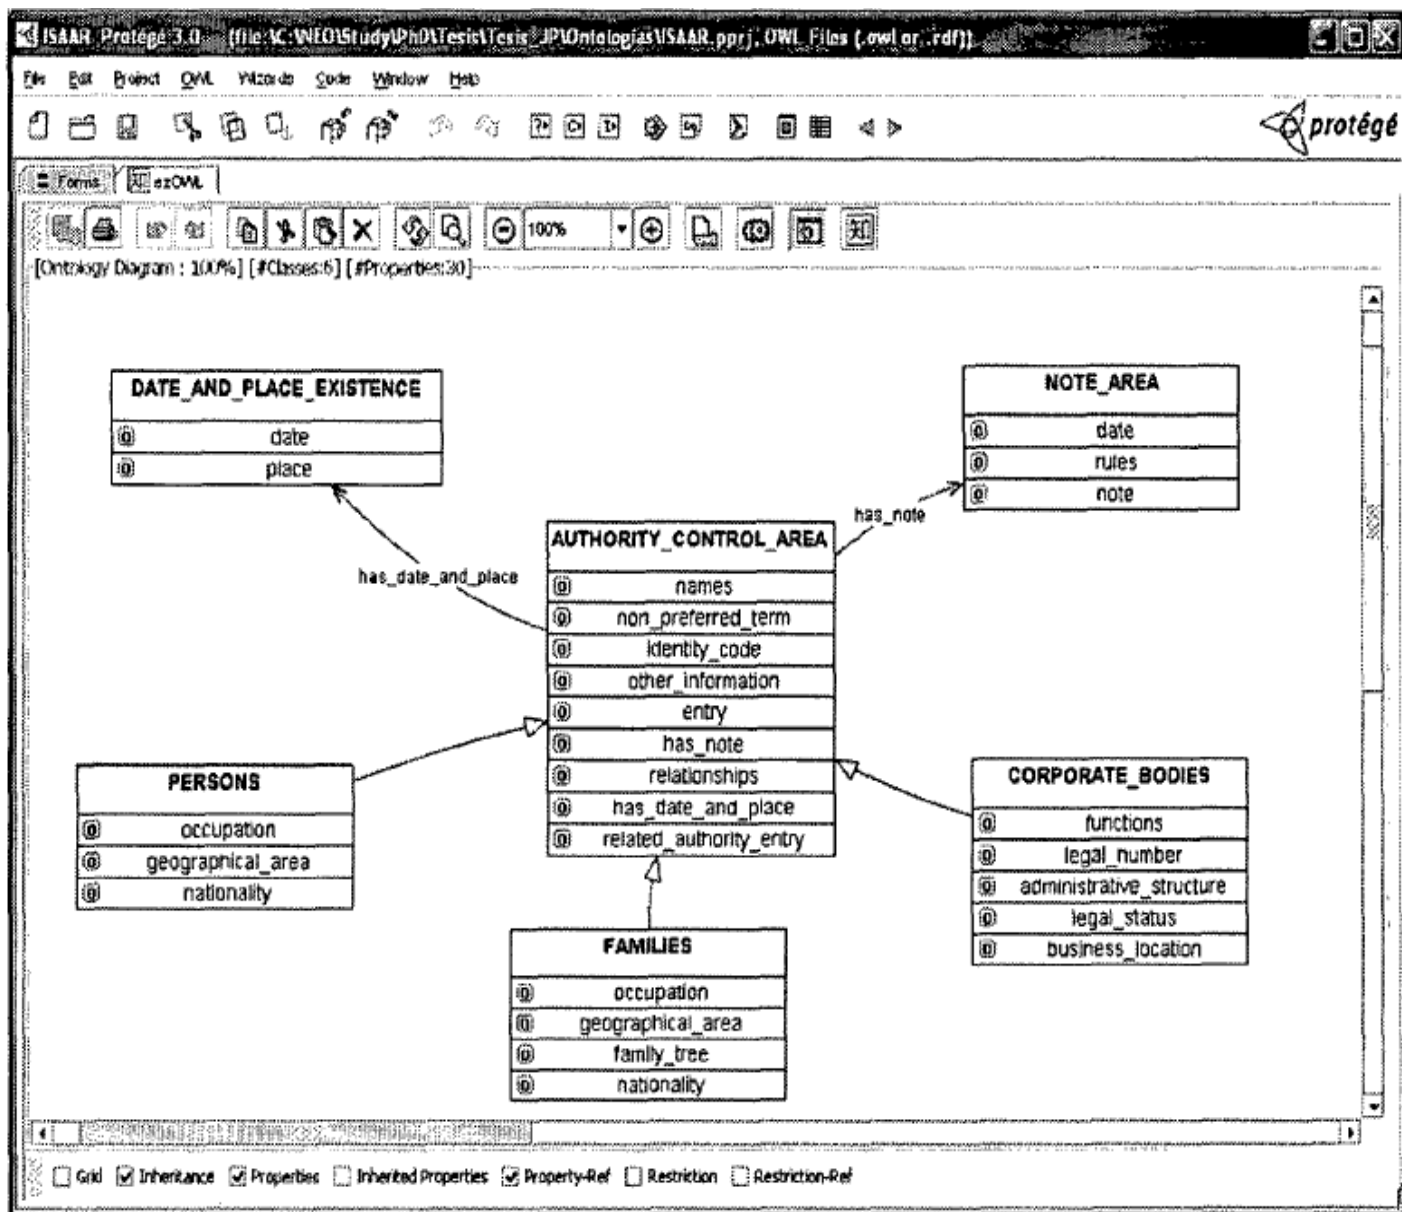 ISAAR Protégé 3.0 (file:\C:\NEO\Study\PhD\Tesis\Tesis_JP\Ontologias\ISAAR.pprj, OWL Files (.owl or .rdf))
File Edit Project OWL Wizards Code Window Help
protégé
Forms ezOWL
100%
[Ontology Diagram : 100%] [#Classes:6] [#Properties:30]
DATE_AND_PLACE_EXISTENCE
date
place
NOTE_AREA
date
rules
note
has_note
has_date_and_place
AUTHORITY_CONTROL_AREA
names
non_preferred_term
identity_code
other_information
entry
has_note
relationships
has_date_and_place
related_authority_entry
PERSONS
occupation
geographical_area
nationality
CORPORATE_BODIES
functions
legal_number
administrative_structure
legal_status
business_location
FAMILIES
occupation
geographical_area
family_tree
nationality
Grid Inheritance Properties Inherited Properties Property-Ref Restriction Restriction-Ref